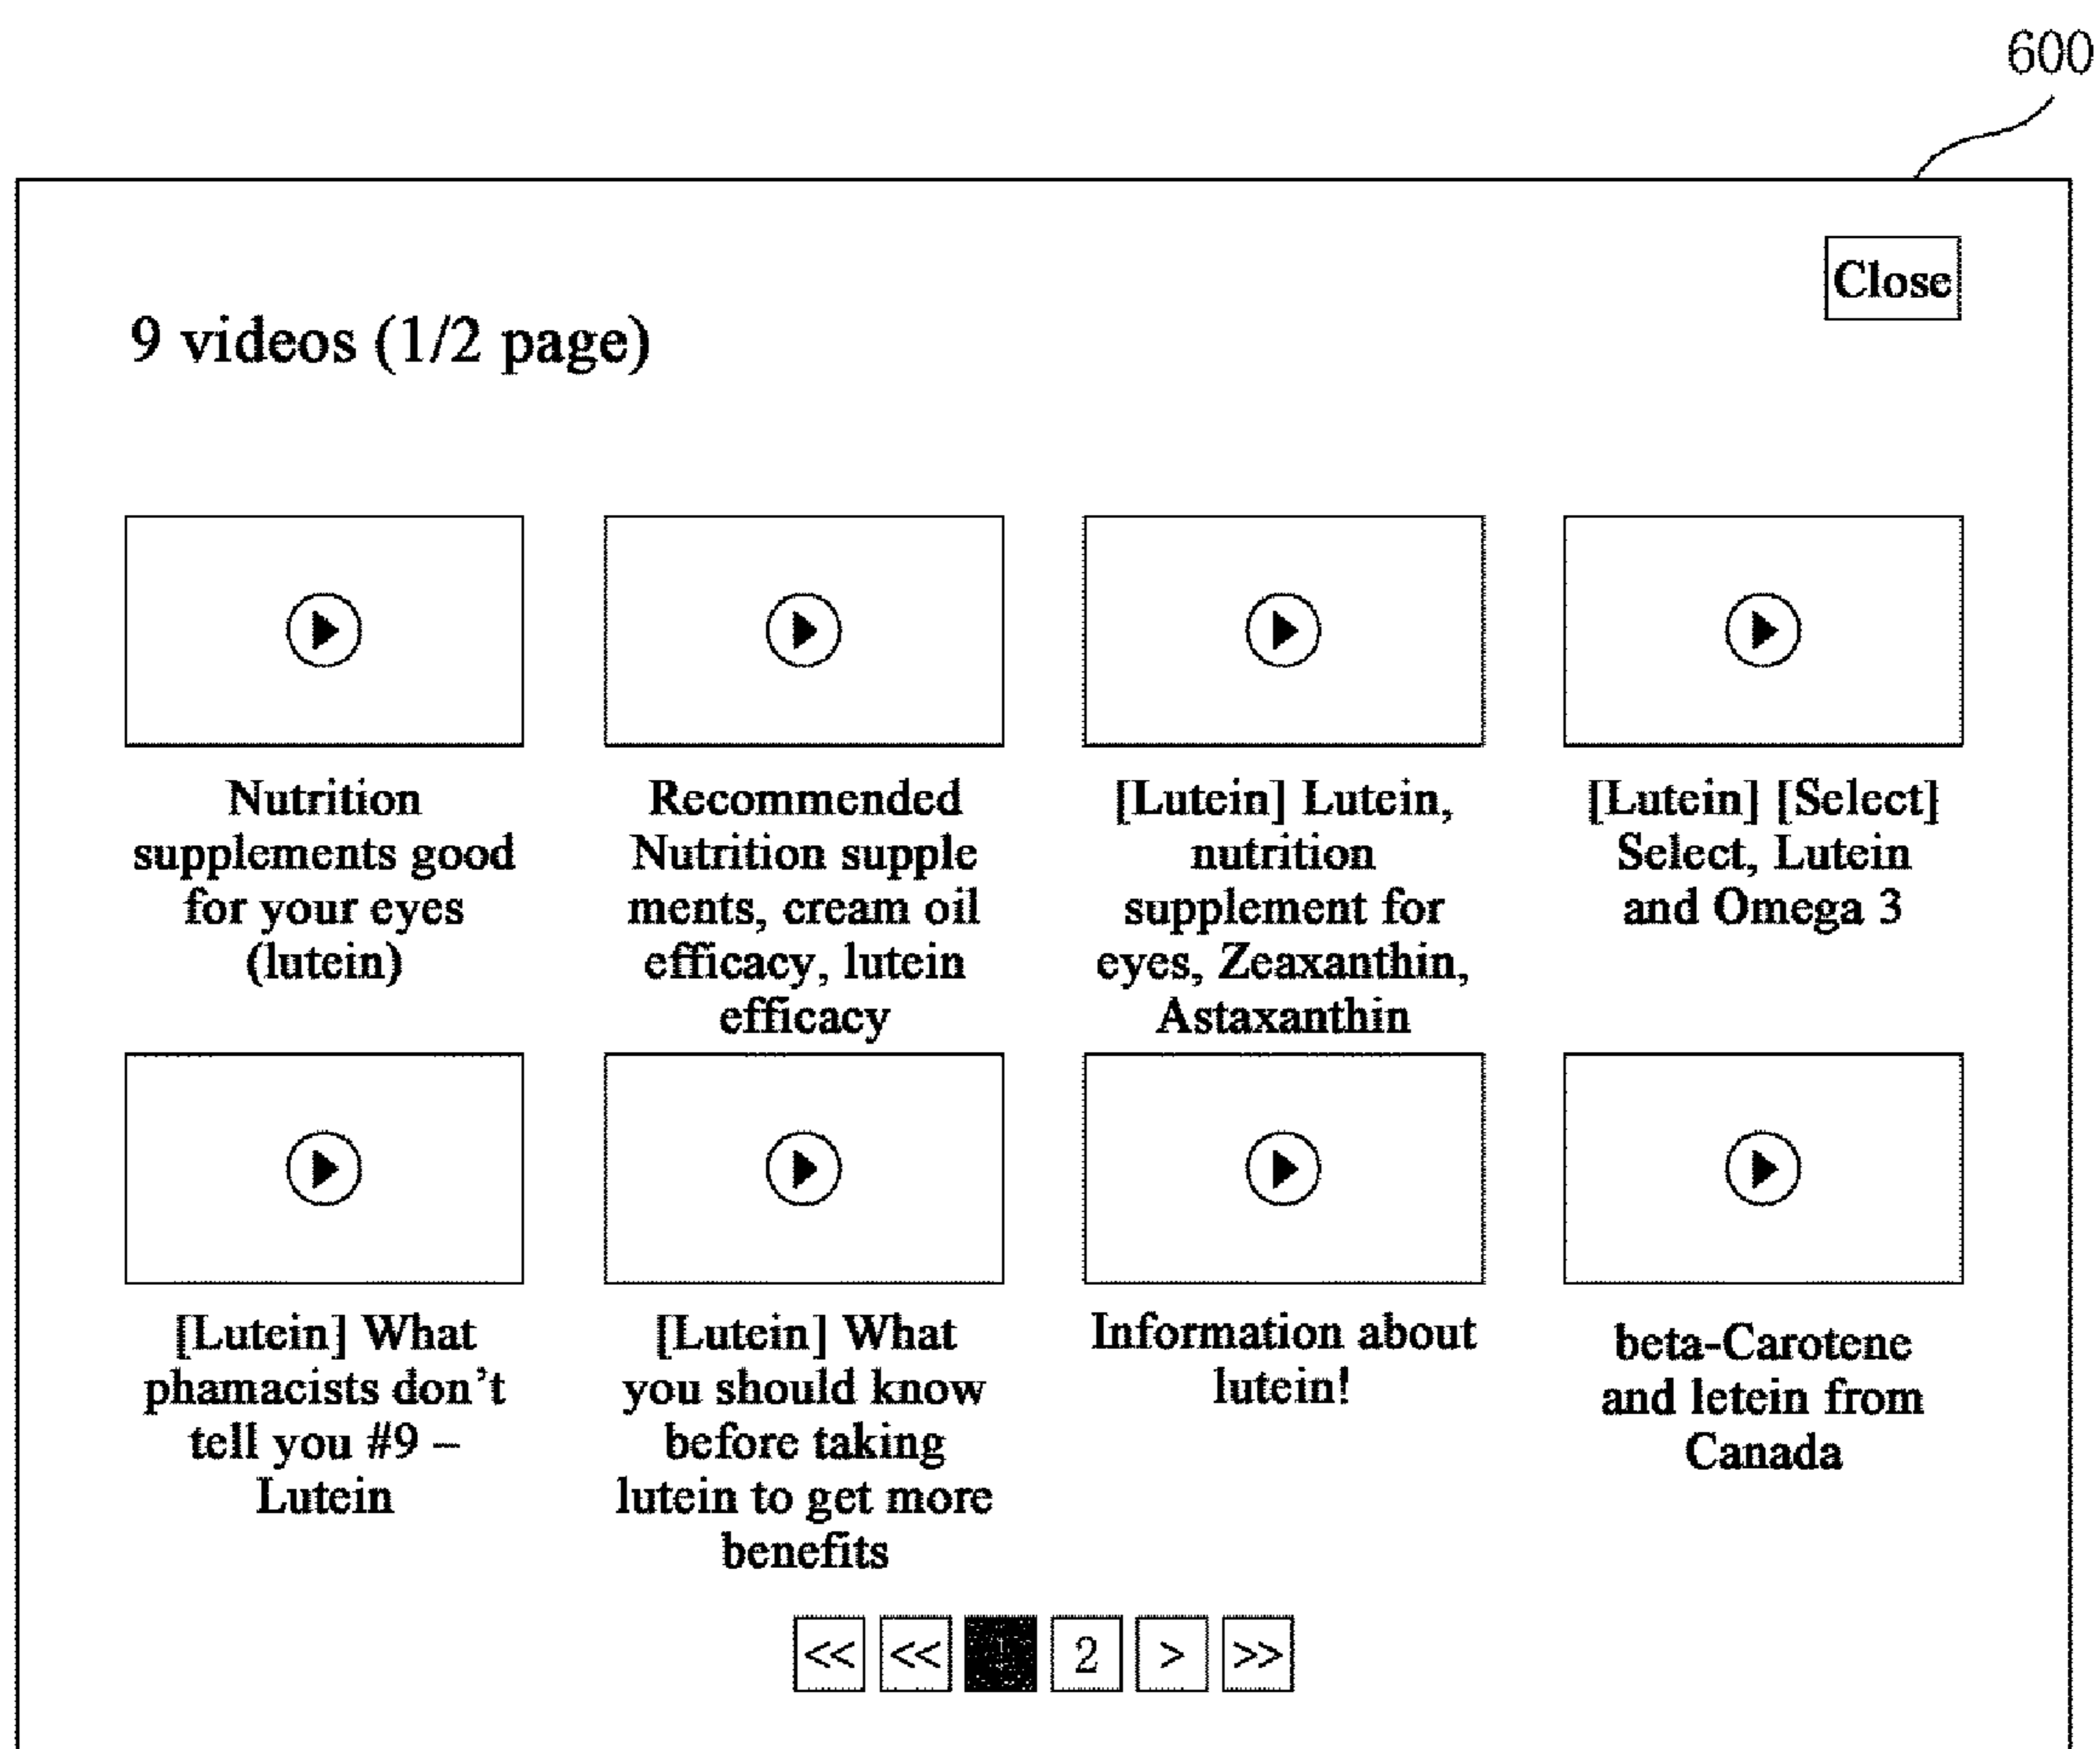 600
Close
9 videos (1/2 page)
Nutrition
supplements good
for your eyes
(lutein)
Recommended
Nutrition supple
ments, cream oil
efficacy, lutein
efficacy
[Lutein] Lutein,
nutrition
supplement for
eyes, Zeaxanthin,
Astaxanthin
[Lutein] [Select]
Select, Lutein
and Omega 3
[Lutein] What
phamacists don't
tell you #9 –
Lutein
[Lutein] What
you should know
before taking
lutein to get more
benefits
Information about
lutein!
beta-Carotene
and letein from
Canada
<< << 2 > >>